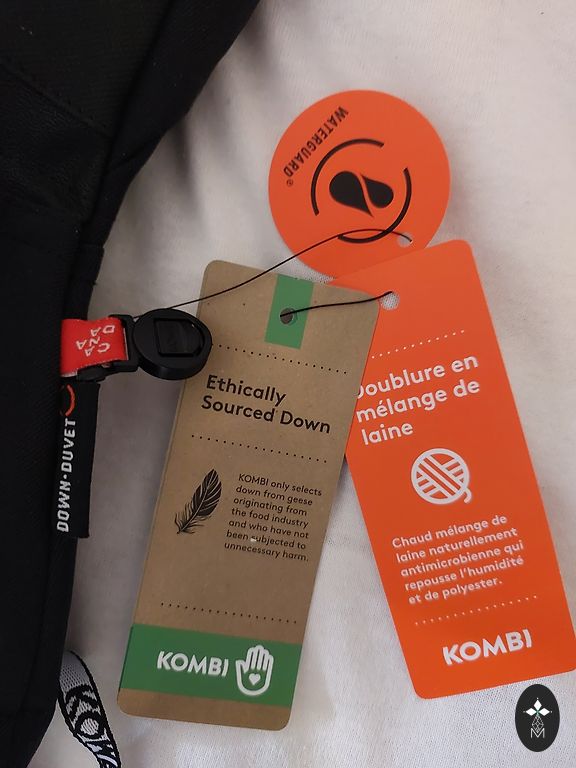 WATERGUARD®
CANADA
DOWN•DUVET
Ethically
Sourced Down
KOMBI only selects
down from geese
originating from
the food industry
and who have not
been subjected to
unnecessary harm.
KOMBI
Doublure en
mélange de
laine
Chaud mélange de
laine naturellement
antimicrobienne qui
repousse l'humidité
et de polyester.
KOMBI
KOM
M